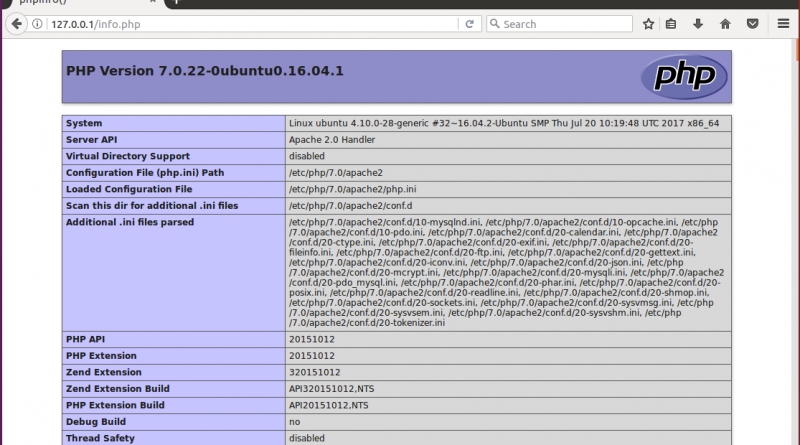 phpinfo()
127.0.0.1/info.php
Search
PHP Version 7.0.22-0ubuntu0.16.04.1
php
System Linux ubuntu 4.10.0-28-generic #32~16.04.2-Ubuntu SMP Thu Jul 20 10:19:48 UTC 2017 x86_64
Server API Apache 2.0 Handler
Virtual Directory Support disabled
Configuration File (php.ini) Path /etc/php/7.0/apache2
Loaded Configuration File /etc/php/7.0/apache2/php.ini
Scan this dir for additional .ini files /etc/php/7.0/apache2/conf.d
Additional .ini files parsed /etc/php/7.0/apache2/conf.d/10-mysqlnd.ini, /etc/php/7.0/apache2/conf.d/10-opcache.ini, /etc/php
/7.0/apache2/conf.d/10-pdo.ini, /etc/php/7.0/apache2/conf.d/20-calendar.ini, /etc/php/7.0/apache2
/conf.d/20-ctype.ini, /etc/php/7.0/apache2/conf.d/20-exif.ini, /etc/php/7.0/apache2/conf.d/20-
fileinfo.ini, /etc/php/7.0/apache2/conf.d/20-ftp.ini, /etc/php/7.0/apache2/conf.d/20-gettext.ini,
/etc/php/7.0/apache2/conf.d/20-iconv.ini, /etc/php/7.0/apache2/conf.d/20-json.ini, /etc/php
/7.0/apache2/conf.d/20-mcrypt.ini, /etc/php/7.0/apache2/conf.d/20-mysqli.ini, /etc/php/7.0/apache2
/conf.d/20-pdo_mysql.ini, /etc/php/7.0/apache2/conf.d/20-phar.ini, /etc/php/7.0/apache2/conf.d/20-
posix.ini, /etc/php/7.0/apache2/conf.d/20-readline.ini, /etc/php/7.0/apache2/conf.d/20-shmop.ini,
/etc/php/7.0/apache2/conf.d/20-sockets.ini, /etc/php/7.0/apache2/conf.d/20-sysvmsg.ini, /etc/php
/7.0/apache2/conf.d/20-sysvsem.ini, /etc/php/7.0/apache2/conf.d/20-sysvshm.ini, /etc/php
/7.0/apache2/conf.d/20-tokenizer.ini
PHP API 20151012
PHP Extension 20151012
Zend Extension 320151012
Zend Extension Build API320151012,NTS
PHP Extension Build API20151012,NTS
Debug Build no
Thread Safety disabled